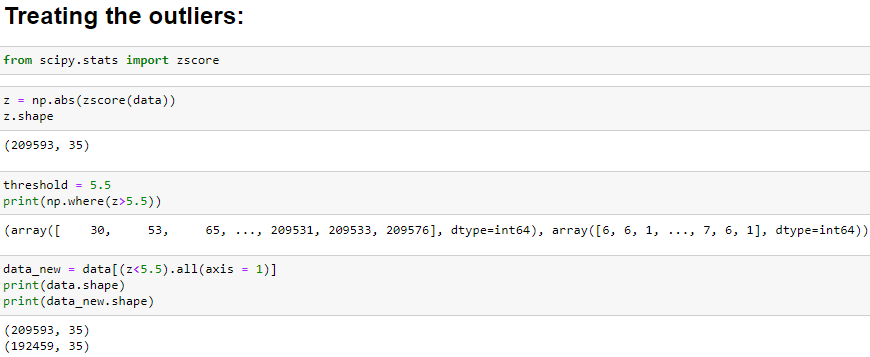 Treating the outliers:
from scipy.stats import zscore
z = np.abs(zscore(data))
z.shape
(209593, 35)
threshold = 5.5
print(np.where(z>5.5))
(array([    30,     53,     65, ..., 209531, 209533, 209576], dtype=int64), array([6, 6, 1, ..., 7, 6, 1], dtype=int64))
data_new = data[(z<5.5).all(axis = 1)]
print(data.shape)
print(data_new.shape)
(209593, 35)
(192459, 35)